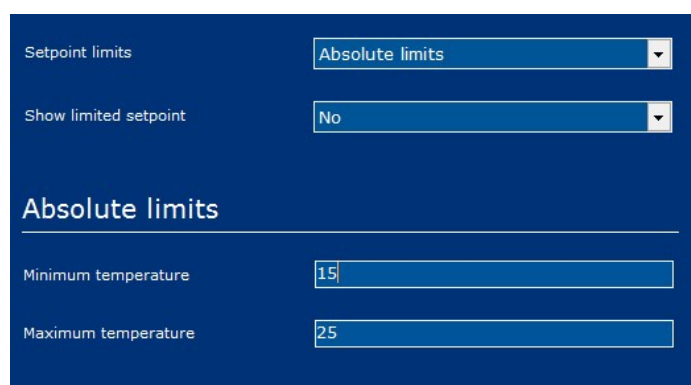 Setpoint limits Absolute limits
Show limited setpoint No
Absolute limits
Minimum temperature 15
Maximum temperature 25